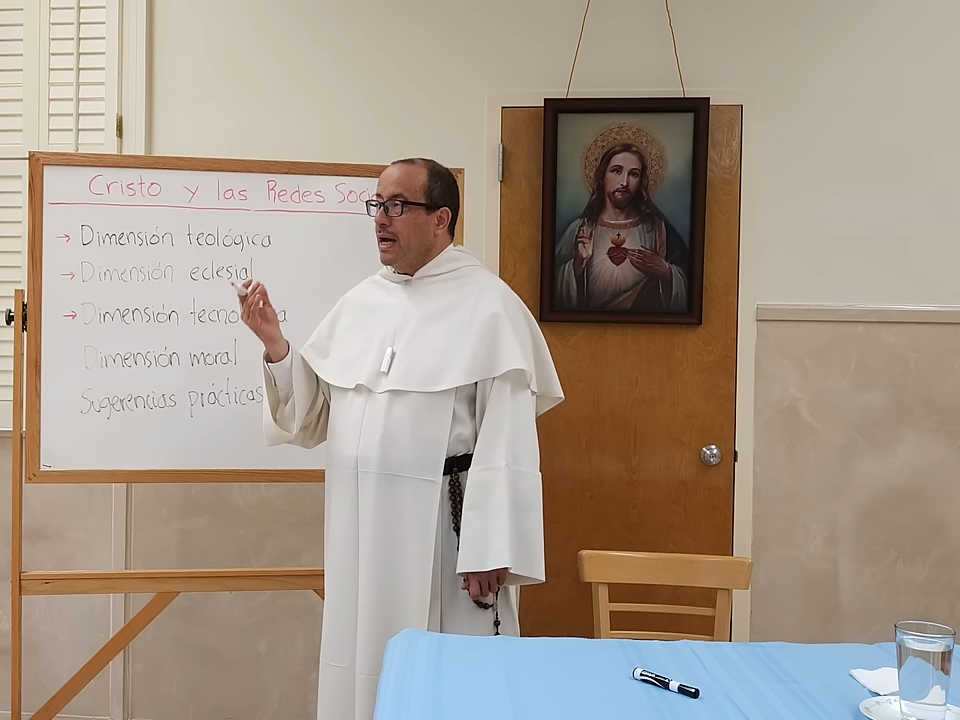 Cristo y las Redes
→ Dimensión teológica
→ Dimensión eclesial
→ Dimensión
Dimensión moral
Sugerencias prácticas